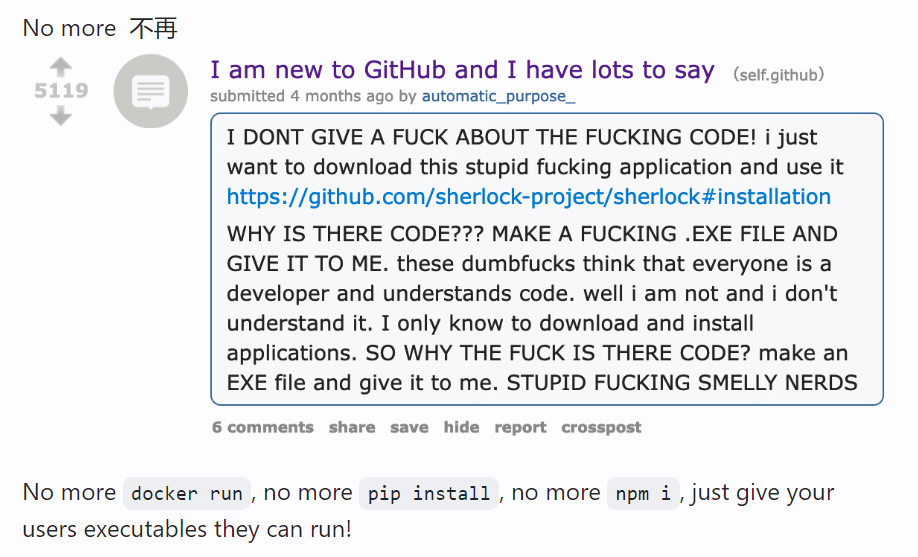 No more 不再
I am new to GitHub and I have lots to say (self.github)
5119
submitted 4 months ago by automatic_purpose_
I DONT GIVE A FUCK ABOUT THE FUCKING CODE! i just
want to download this stupid fucking application and use it
https://github.com/sherlock-project/sherlock#installation
WHY IS THERE CODE??? MAKE A FUCKING .EXE FILE AND
GIVE IT TO ME. these dumbfucks think that everyone is a
developer and understands code. well i am not and i don't
understand it. I only know to download and install
applications. SO WHY THE FUCK IS THERE CODE? make an
EXE file and give it to me. STUPID FUCKING SMELLY NERDS
6 comments share save hide report crosspost
No more docker run, no more pip install, no more npm i, just give your
users executables they can run!